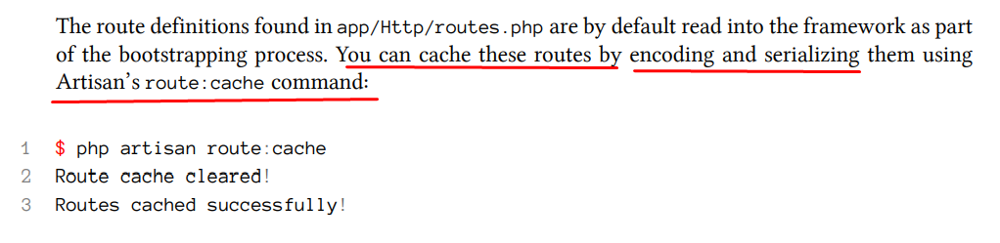 The route definitions found in app/Http/routes.php are by default read into the framework as part
of the bootstrapping process. You can cache these routes by encoding and serializing them using
Artisan’s route:cache command:
1 $ php artisan route:cache
2 Route cache cleared!
3 Routes cached successfully!